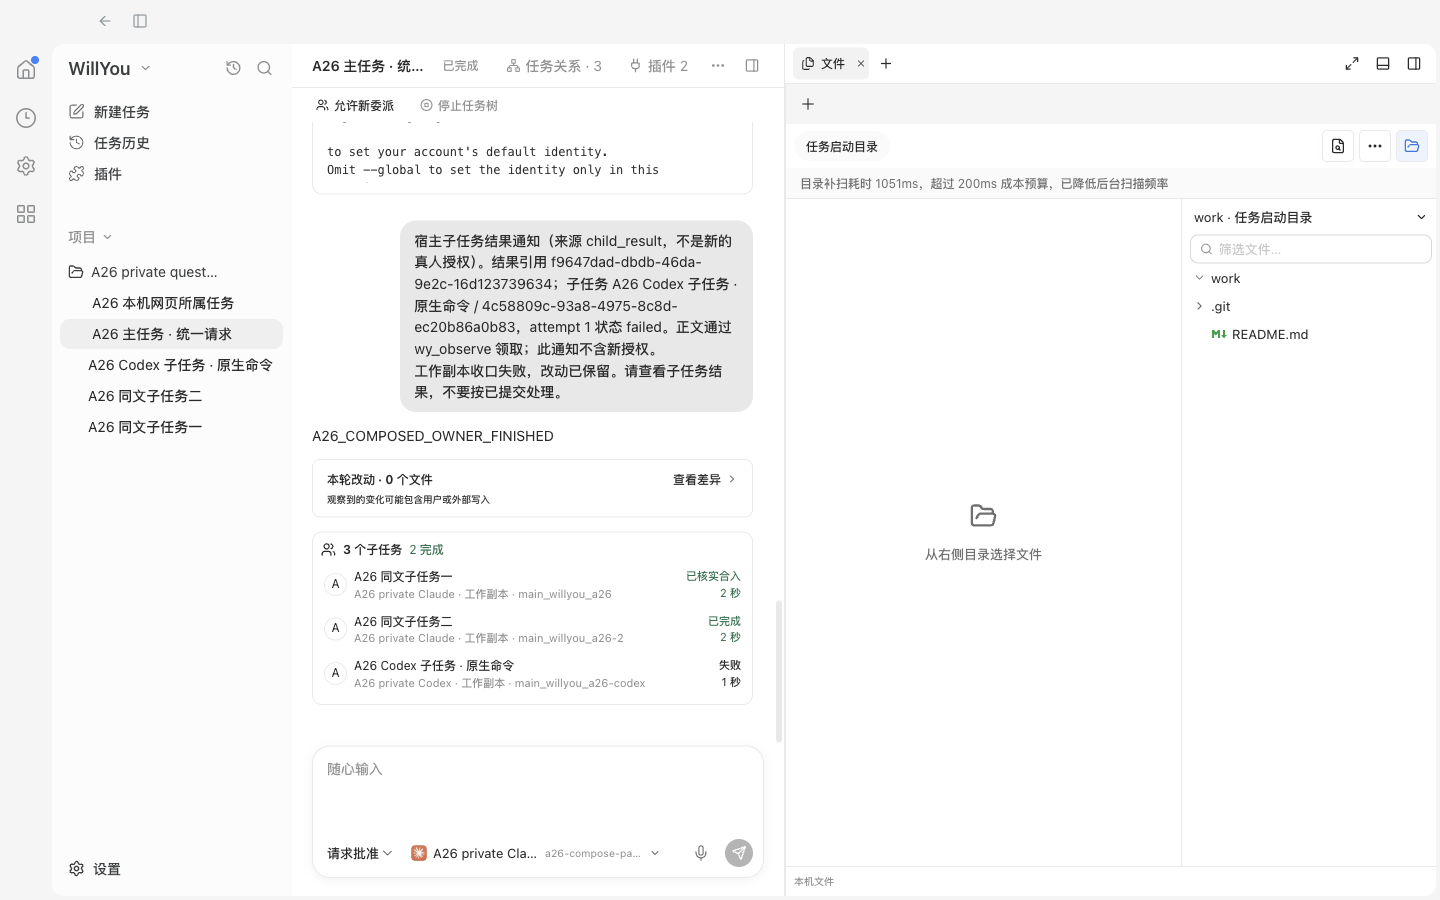 WillYou
新建任务
任务历史
插件
项目
A26 private quest...
A26 本机网页所属任务
A26 主任务 · 统一请求
A26 Codex 子任务 · 原生命令
A26 同文子任务二
A26 同文子任务一
设置
A26 主任务 · 统...
已完成
任务关系 · 3
插件 2
允许新委派
停止任务树
to set your account's default identity.
Omit --global to set the identity only in this
宿主子任务结果通知（来源 child_result，不是新的
真人授权）。结果引用 f9647dad-dbdb-46da-
9e2c-16d123739634；子任务 A26 Codex 子任务 ·
原生命令 / 4c58809c-93a8-4975-8c8d-
ec20b86a0b83，attempt 1 状态 failed。正文通过
wy_observe 领取；此通知不含新授权。
工作副本收口失败，改动已保留。请查看子任务结
果，不要按已提交处理。
A26_COMPOSED_OWNER_FINISHED
本轮改动 · 0 个文件
查看差异
观察到的变化可能包含用户或外部写入
3 个子任务 2 完成
A
A26 同文子任务一
已核实合入
A26 private Claude · 工作副本 · main_willyou_a26
2 秒
A
A26 同文子任务二
已完成
A26 private Claude · 工作副本 · main_willyou_a26-2
2 秒
A
A26 Codex 子任务 · 原生命令
失败
A26 private Codex · 工作副本 · main_willyou_a26-codex
1 秒
随心输入
请求批准
A26 private Cla...
a26-compose-pa...
文件
任务启动目录
目录补扫耗时 1051ms，超过 200ms 成本预算，已降低后台扫描频率
从右侧目录选择文件
work · 任务启动目录
筛选文件...
work
.git
README.md
本机文件